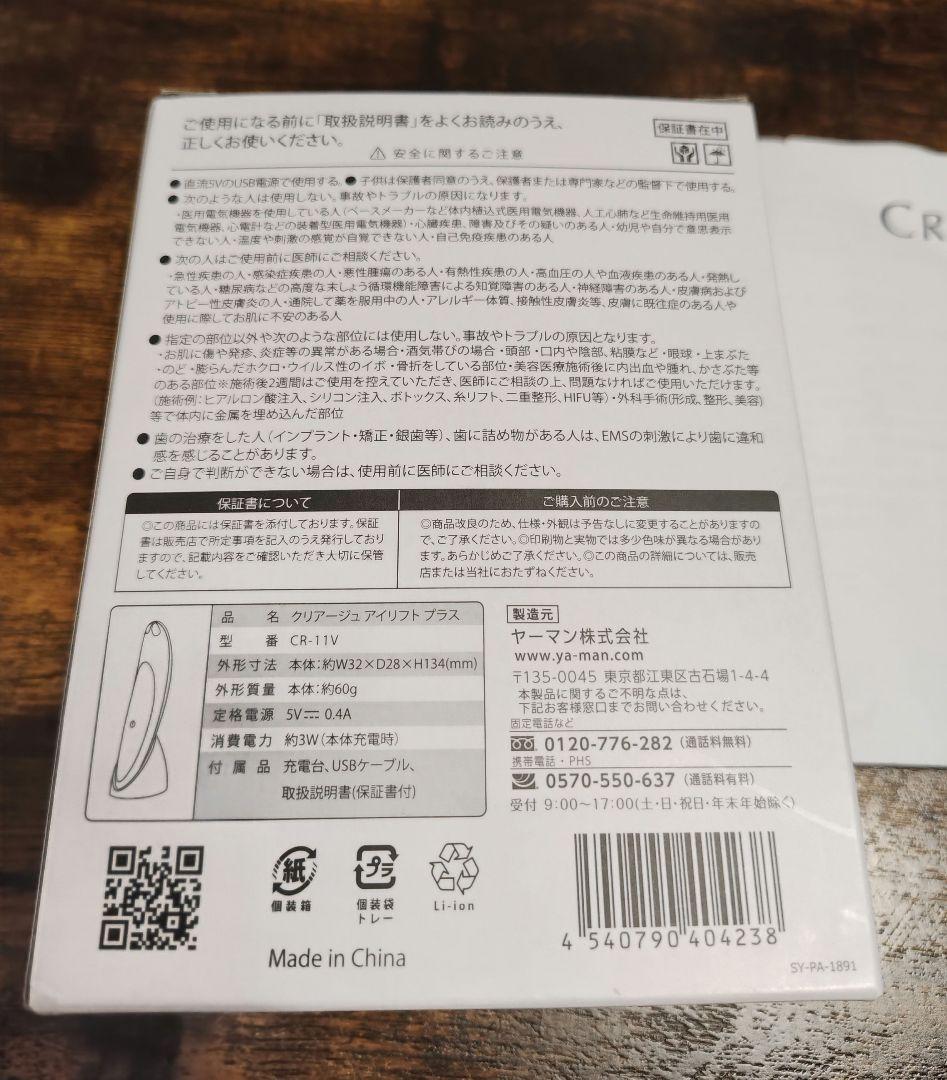 ご使用になる前に「取扱説明書」をよくお読みのうえ、
正しくお使いください。
保証書在中
⚠ 安全に関するご注意
●直流5VのUSB電源で使用する。●子供は保護者同意のうえ、保護者または専門家などの監督下で使用する。
●次のような人は使用しない。事故やトラブルの原因になります。
・医用電気機器を使用している人（ペースメーカーなど体内植込式医用電気機器、人工心肺など生命維持用医用
電気機器、心電計などの装着型医用電気機器）・心臓疾患、障害及びその疑いのある人・幼児や自分で意思表示
できない人・温度や刺激の感覚が自覚できない人・自己免疫疾患のある人
●次の人はご使用前に医師にご相談ください。
・急性疾患の人・感染症疾患の人・悪性腫瘍のある人・有熱性疾患の人・高血圧の人や血液疾患のある人・発熱し
ている人・糖尿病などの高度な末しょう循環機能障害による知覚障害のある人・神経障害のある人・皮膚病および
アトピー性皮膚炎の人・通院して薬を服用中の人・アレルギー体質、接触性皮膚炎等、皮膚に既往症のある人や
使用に際してお肌に不安のある人
●指定の部位以外や次のような部位には使用しない。事故やトラブルの原因となります。
・お肌に傷や発疹、炎症等の異常がある場合・酒気帯びの場合・頭部・口内や陰部、粘膜など・眼球・上まぶた
・のど・膨らんだホクロ・ウイルス性のイボ・骨折をしている部位・美容医療施術後に内出血や腫れ、かさぶた等
のある部位※施術後2週間はご使用を控えていただき、医師にご相談の上、問題なければご使用いただけます。
（施術例：ヒアルロン酸注入、シリコン注入、ボトックス、糸リフト、二重整形、HIFU等）・外科手術(形成、整形、美容)
等で体内に金属を埋め込んだ部位
●歯の治療をした人（インプラント・矯正・銀歯等）、歯に詰め物がある人は、EMSの刺激により歯に違和
感を感じることがあります。
●ご自身で判断ができない場合は、使用前に医師にご相談ください。
保証書について
◎この商品には保証書を添付しております。保証
書は販売店で所定事項を記入のうえ発行しており
ますので、記載内容をご確認いただき大切に保管
してください。
ご購入前のご注意
◎商品改良のため、仕様・外観は予告なしに変更することがありますの
で、ご了承ください。◎印刷物と実物では多少色味が異なる場合があり
ます。あらかじめご了承ください。◎この商品の詳細については、販売
店または当社におたずねください。
品 名 クリアージュ アイリフト プラス
型 番 CR-11V
外形寸法 本体：約W32×D28×H134(mm)
外形質量 本体：約60g
定格電源 5V⎓ 0.4A
消費電力 約3W（本体充電時）
付属品 充電台、USBケーブル、
取扱説明書(保証書付)
製造元
ヤーマン株式会社
www.ya-man.com
〒135-0045 東京都江東区古石場1-4-4
本製品に関するご不明な点は、
下記お客様窓口までお問い合わせください。
固定電話など
0120-776-282（通話料無料）
携帯電話・PHS
0570-550-637（通話料有料）
受付 9:00〜17:00(土・日・祝日・年末年始除く)
紙
個装箱
プラ
個装袋
トレー
Li-ion
Made in China
4 540790 404238
SY-PA-1891
CR